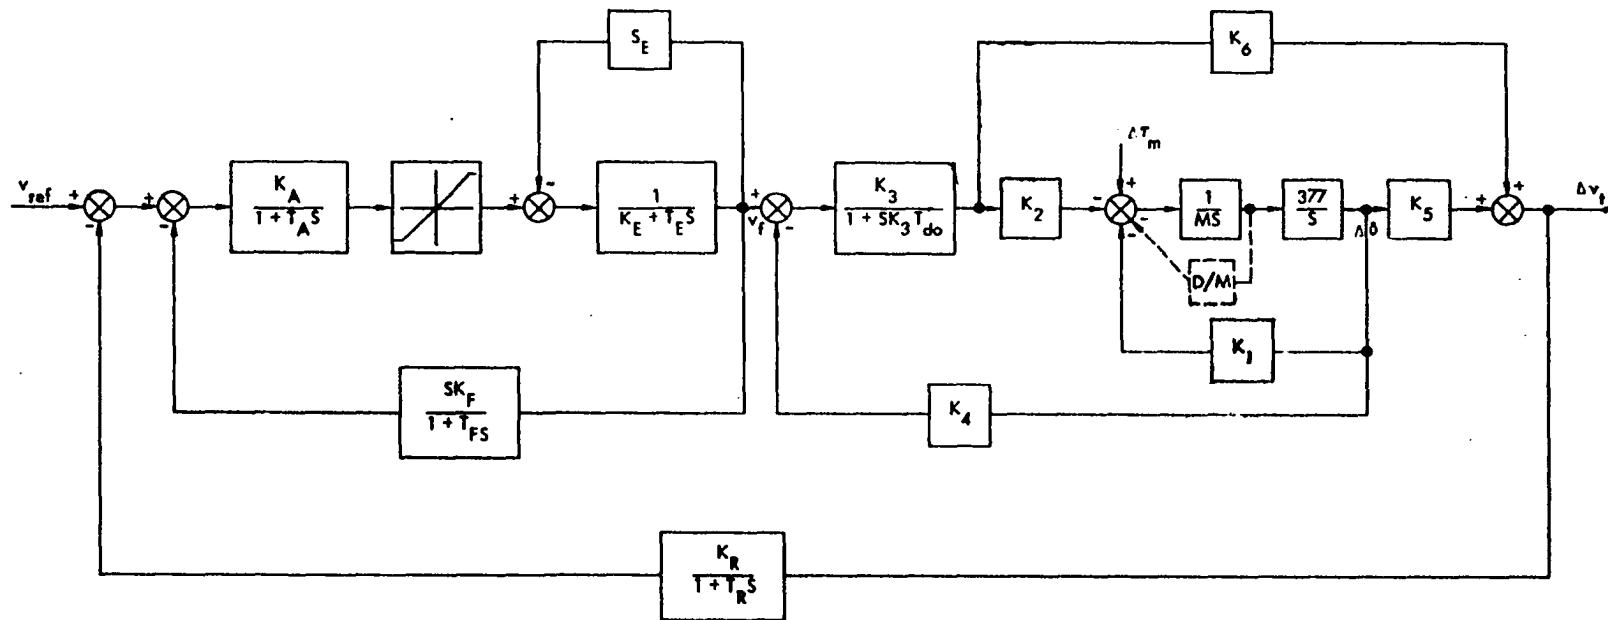 S_E
K_6
ΔT_m
v_ref
+
-
+
-
K_A
1 + T_A S
+
-
1
K_E + T_E S
+
v_f
-
K_3
1 + SK_3 T_do
K_2
-
+
-
-
1
MS
377
S
Δδ
K_5
+
+
Δv_t
D/M
K_1
SK_F
1 + T_FS
K_4
K_R
1 + T_R S